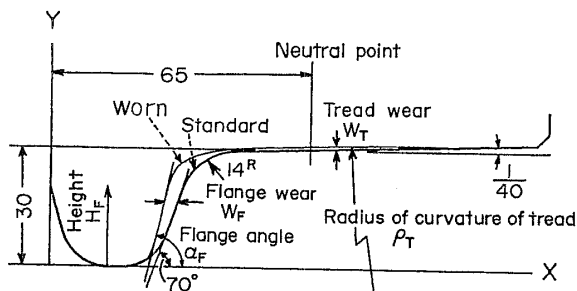 Y
Neutral point
65
Worn
Standard
Tread wear
W_T
14^R
1/40
30
Height
H_F
Flange wear
W_F
Radius of curvature of tread
ρ_T
Flange angle
α_F
70°
X